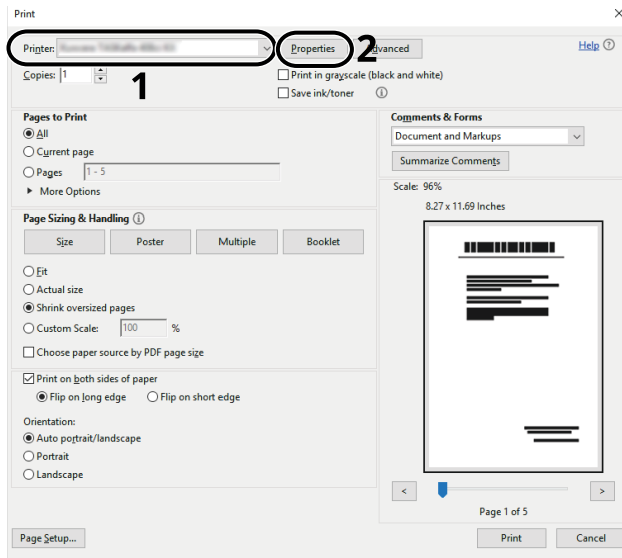 Print
Printer: Properties 2 Advanced Help
Copies: 1 1 Print in grayscale (black and white)
Save ink/toner
Pages to Print
All
Current page
Pages 1 - 5
More Options
Comments & Forms
Document and Markups
Summarize Comments
Page Sizing & Handling
Size Poster Multiple Booklet
Fit
Actual size
Shrink oversized pages
Custom Scale: 100 %
Choose paper source by PDF page size
Print on both sides of paper
Flip on long edge Flip on short edge
Orientation:
Auto portrait/landscape
Portrait
Landscape
Scale: 96%
8.27 x 11.69 Inches
< >
Page 1 of 5
Page Setup... Print Cancel